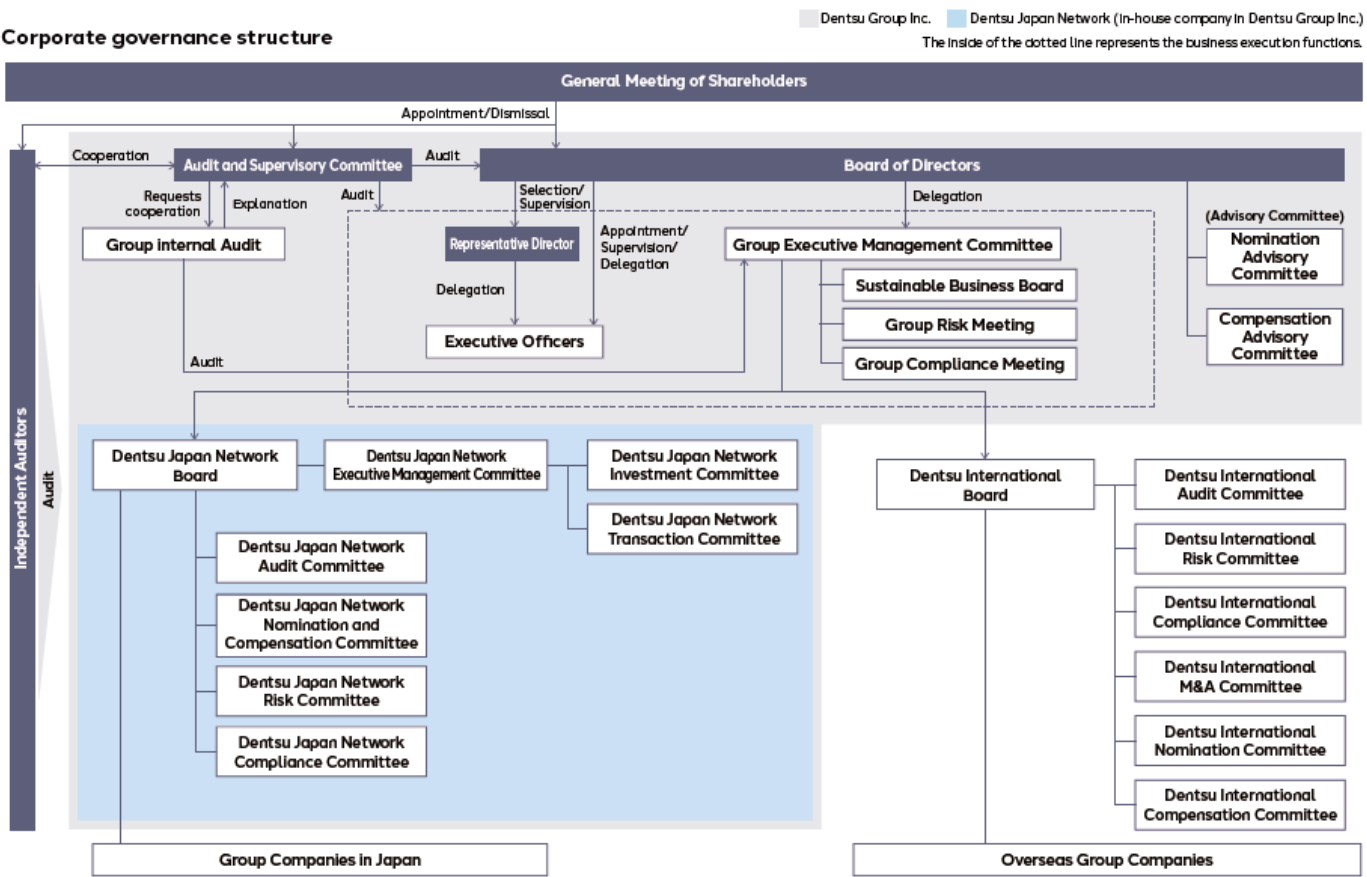 Dentsu Group Inc.
Dentsu Japan Network (in-house company in Dentsu Group Inc.)
Corporate governance structure
The inside of the dotted line represents the business execution functions.
General Meeting of Shareholders
Appointment/Dismissal
Cooperation
Audit and Supervisory Committee
Audit
Board of Directors
Requests
cooperation
Explanation
Audit
Selection/
Supervision
Delegation
(Advisory Committee)
Group internal Audit
Representative Director
Appointment/
Supervision/
Delegation
Group Executive Management Committee
Nomination
Advisory
Committee
Sustainable Business Board
Delegation
Group Risk Meeting
Compensation
Advisory
Committee
Executive Officers
Audit
Group Compliance Meeting
Independent Auditors
Audit
Dentsu Japan Network
Board
Dentsu Japan Network
Executive Management Committee
Dentsu Japan Network
Investment Committee
Dentsu Japan Network
Transaction Committee
Dentsu Japan Network
Audit Committee
Dentsu Japan Network
Nomination and
Compensation Committee
Dentsu Japan Network
Risk Committee
Dentsu Japan Network
Compliance Committee
Dentsu International
Board
Dentsu International
Audit Committee
Dentsu International
Risk Committee
Dentsu International
Compliance Committee
Dentsu International
M&A Committee
Dentsu International
Nomination Committee
Dentsu International
Compensation Committee
Group Companies in Japan
Overseas Group Companies